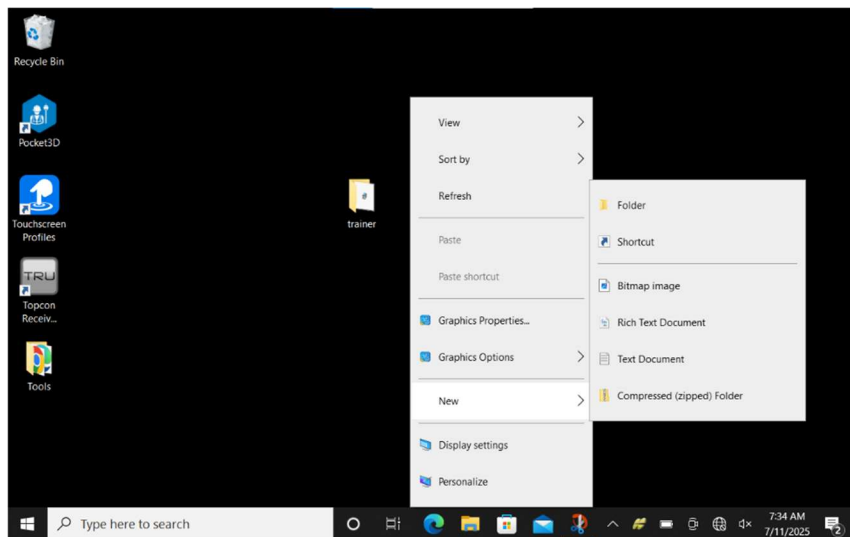 Recycle Bin
Pocket3D
Touchscreen
Profiles
TRU
Topcon
Receiv...
Tools
trainer
View
Sort by
Refresh
Paste
Paste shortcut
Graphics Properties...
Graphics Options
New
Display settings
Personalize
Folder
Shortcut
Bitmap image
Rich Text Document
Text Document
Compressed (zipped) Folder
Type here to search
7:34 AM
7/11/2025
2